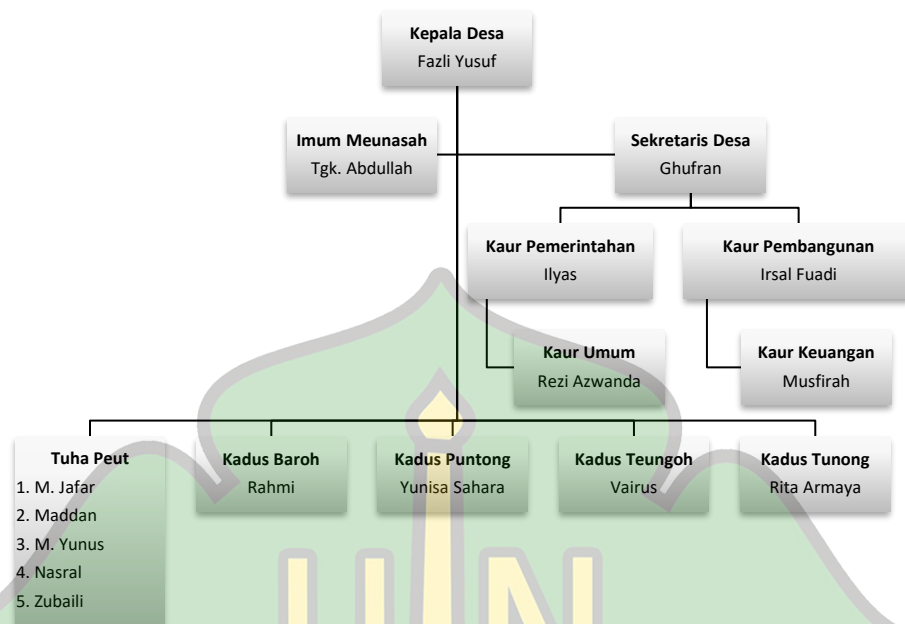 Kepala Desa
Fazli Yusuf
Imum Meunasah
Tgk. Abdullah
Sekretaris Desa
Ghufran
Kaur Pemerintahan
Ilyas
Kaur Pembangunan
Irsal Fuadi
Kaur Umum
Rezi Azwanda
Kaur Keuangan
Musfirah
Tuha Peut
1. M. Jafar
2. Maddan
3. M. Yunus
4. Nasral
5. Zubaili
Kadus Baroh
Rahmi
Kadus Puntong
Yunisa Sahara
Kadus Teungoh
Vairus
Kadus Tunong
Rita Armaya
UIN